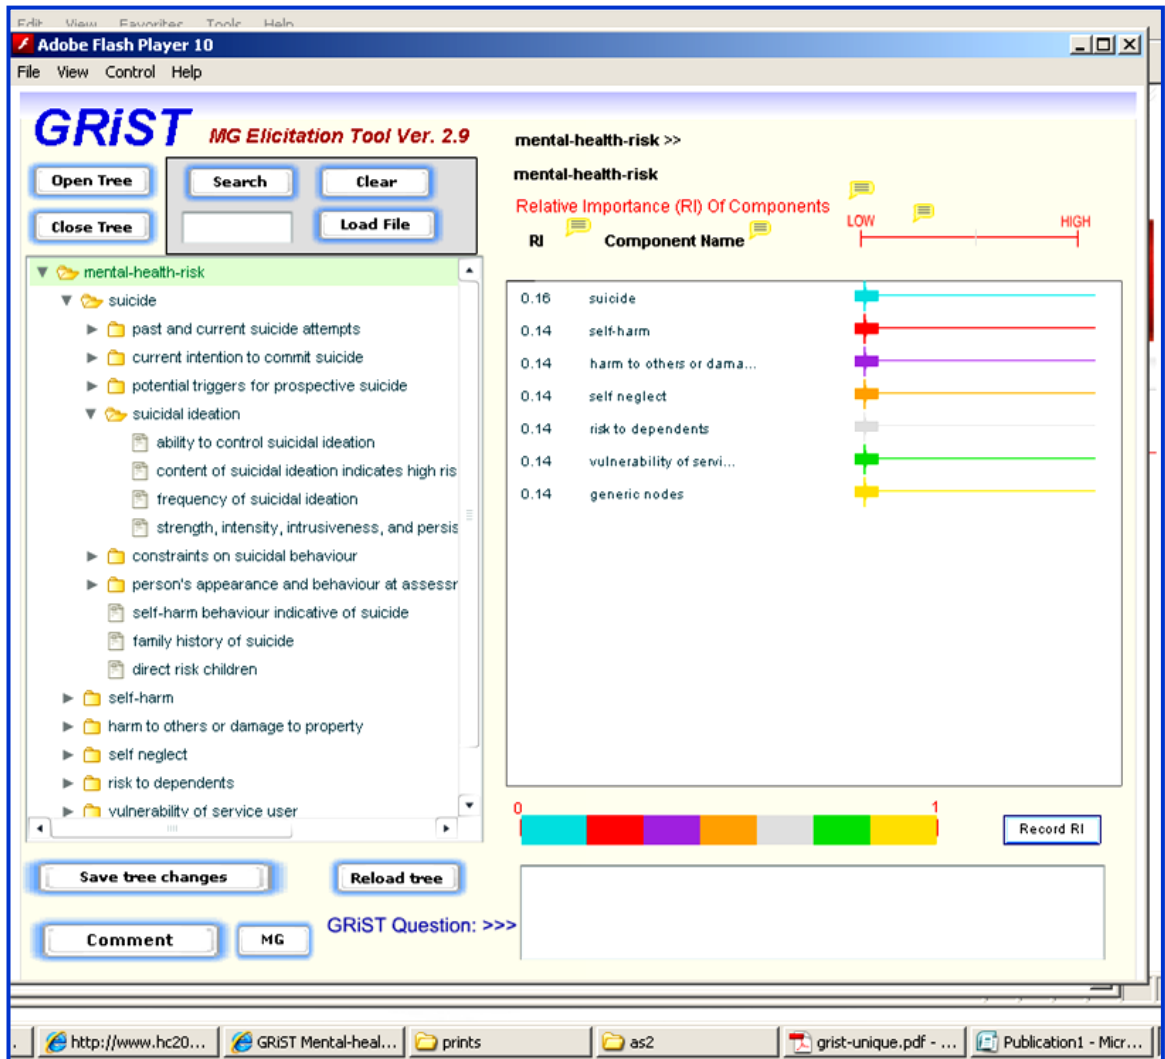 Edit View Favorites Tools Help
Adobe Flash Player 10
File View Control Help
GRiST MG Elicitation Tool Ver. 2.9
Open Tree
Search
Clear
Close Tree
Load File
mental-health-risk
suicide
past and current suicide attempts
current intention to commit suicide
potential triggers for prospective suicide
suicidal ideation
ability to control suicidal ideation
content of suicidal ideation indicates high ris
frequency of suicidal ideation
strength, intensity, intrusiveness, and persis
constraints on suicidal behaviour
person's appearance and behaviour at assessr
self-harm behaviour indicative of suicide
family history of suicide
direct risk children
self-harm
harm to others or damage to property
self neglect
risk to dependents
vulnerability of service user
Save tree changes
Reload tree
Comment
MG
mental-health-risk >>
mental-health-risk
Relative Importance (RI) Of Components
LOW HIGH
RI Component Name
0.16 suicide
0.14 self-harm
0.14 harm to others or dama...
0.14 self neglect
0.14 risk to dependents
0.14 vulnerability of servi...
0.14 generic nodes
0 1
Record RI
GRiST Question: >>>
http://www.hc20... GRiST Mental-heal... prints as2 grist-unique.pdf - ... Publication1 - Micr...